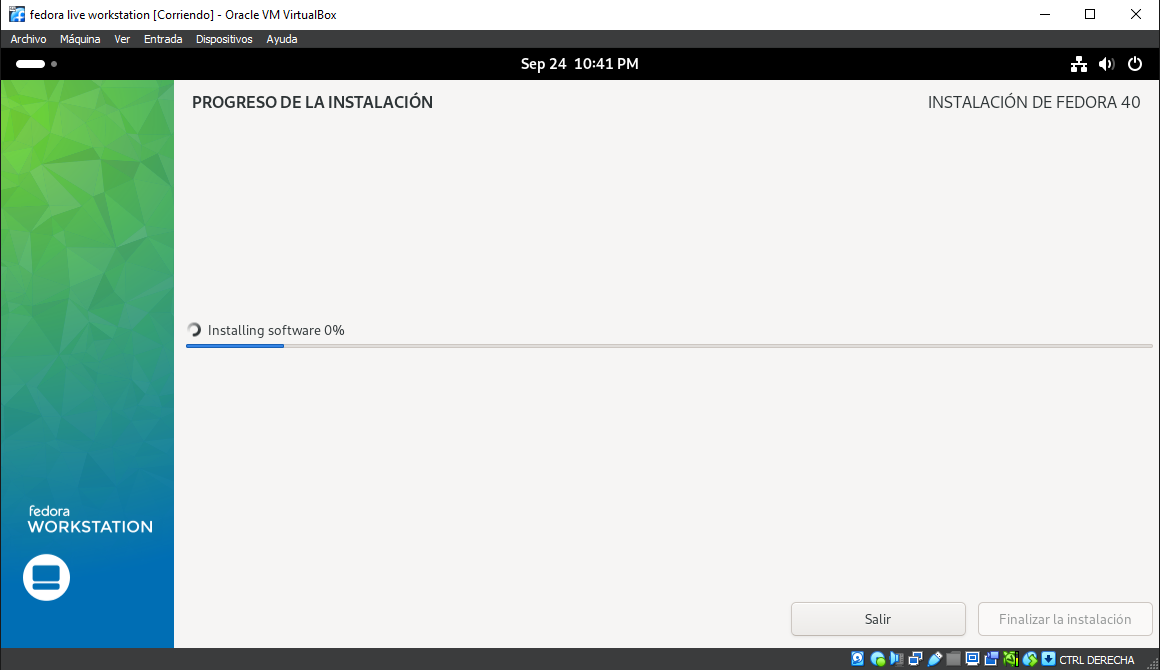 fedora live workstation [Corriendo] - Oracle VM VirtualBox
Archivo Máquina Ver Entrada Dispositivos Ayuda
Sep 24 10:41 PM
PROGRESO DE LA INSTALACIÓN
INSTALACIÓN DE FEDORA 40
Installing software 0%
fedora
WORKSTATION
Salir
Finalizar la instalación
CTRL DERECHA